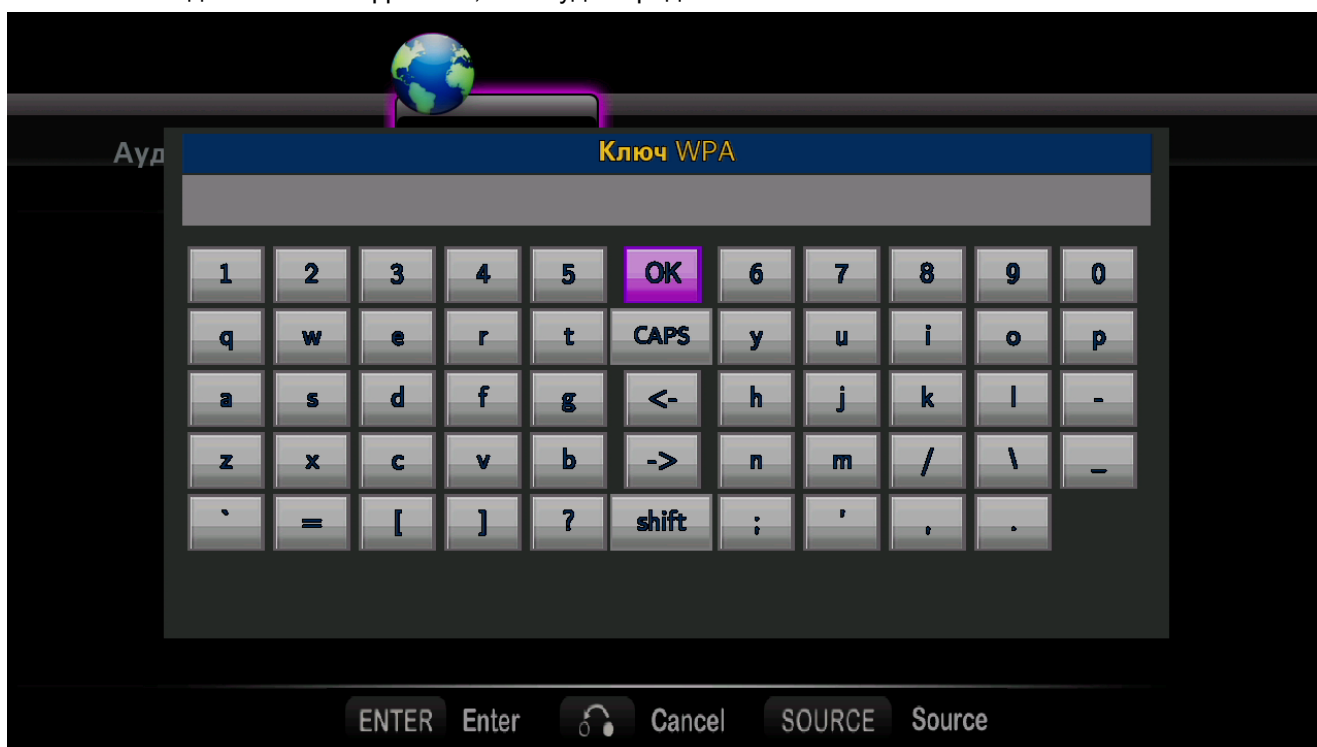 Ауд
Ключ WPA
1 2 3 4 5 OK 6 7 8 9 0
q w e r t CAPS y u i o p
a s d f g <- h j k l -
z x c v b -> n m / \ _
` = [ ] ? shift ; ' , .
ENTER Enter Cancel SOURCE Source